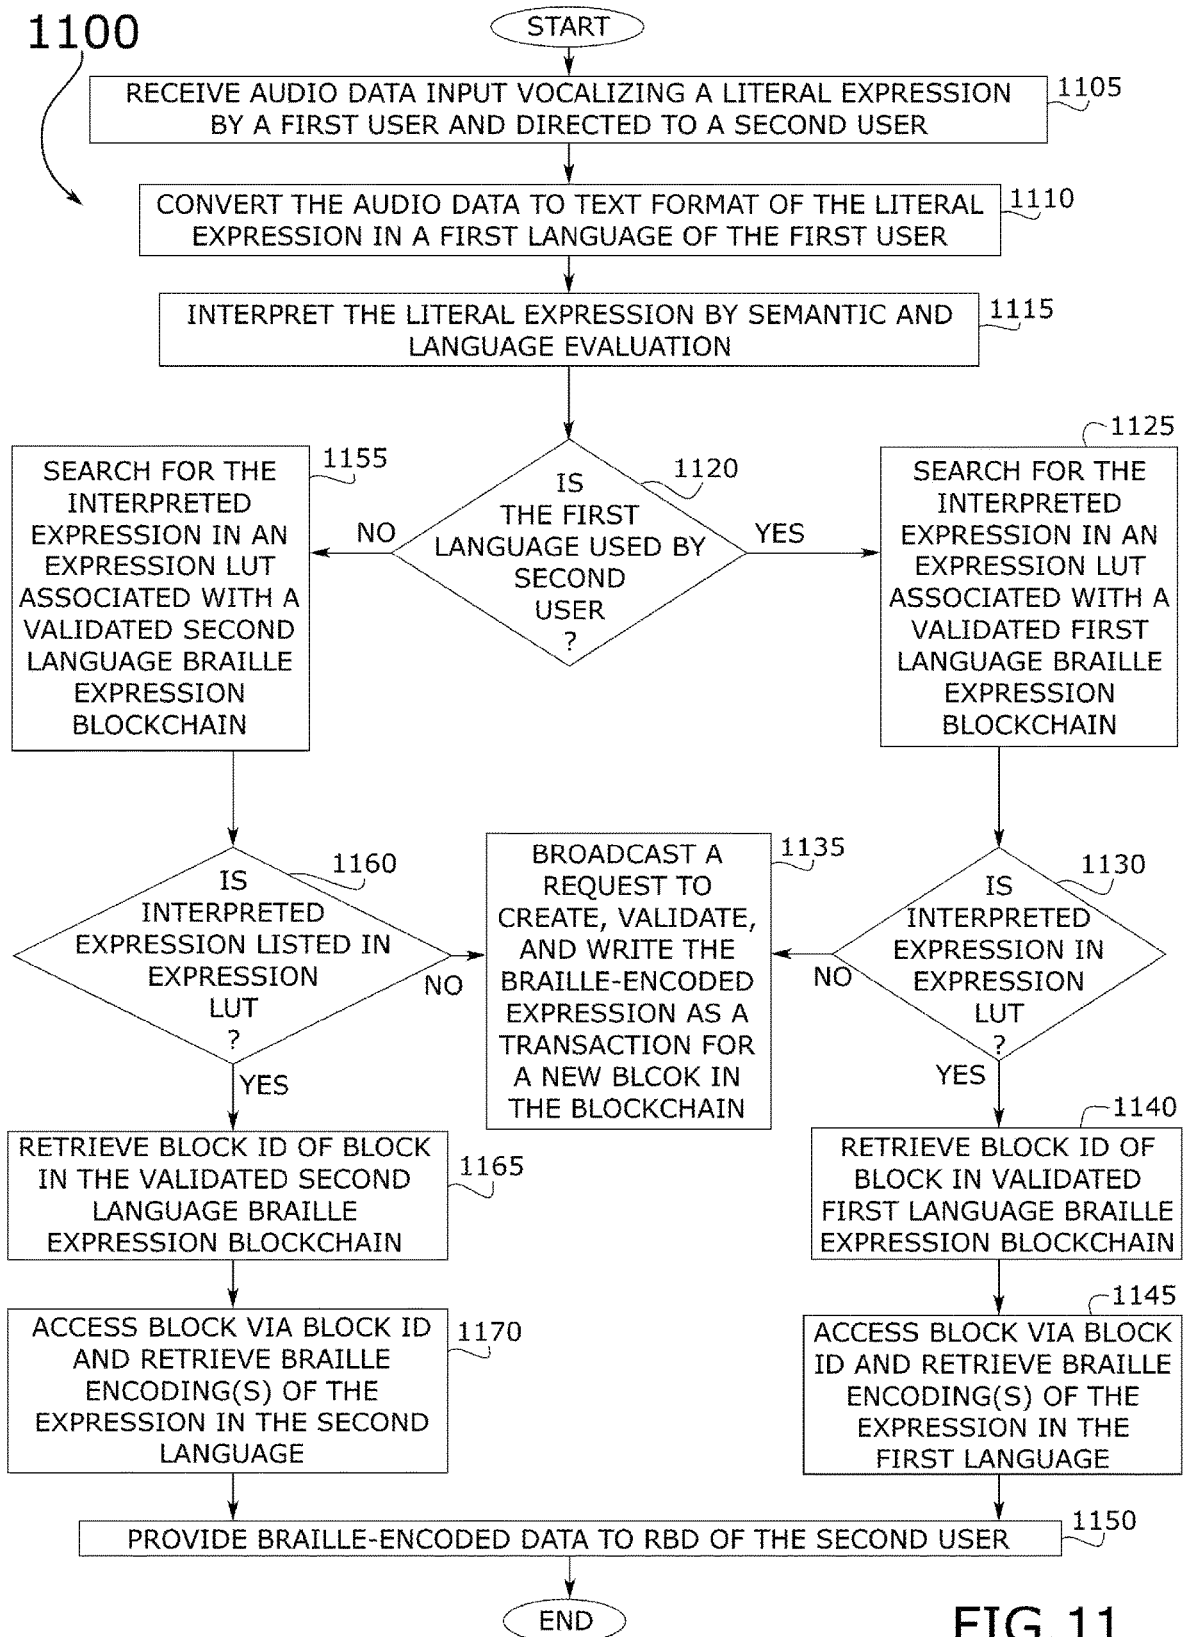 1100
START
RECEIVE AUDIO DATA INPUT VOCALIZING A LITERAL EXPRESSION
BY A FIRST USER AND DIRECTED TO A SECOND USER
1105
CONVERT THE AUDIO DATA TO TEXT FORMAT OF THE LITERAL
EXPRESSION IN A FIRST LANGUAGE OF THE FIRST USER
1110
INTERPRET THE LITERAL EXPRESSION BY SEMANTIC AND
LANGUAGE EVALUATION
1115
IS
THE FIRST
LANGUAGE USED BY
SECOND
USER
?
1120
NO
YES
SEARCH FOR THE
INTERPRETED
EXPRESSION IN AN
EXPRESSION LUT
ASSOCIATED WITH A
VALIDATED SECOND
LANGUAGE BRAILLE
EXPRESSION
BLOCKCHAIN
1155
SEARCH FOR THE
INTERPRETED
EXPRESSION IN AN
EXPRESSION LUT
ASSOCIATED WITH A
VALIDATED FIRST
LANGUAGE BRAILLE
EXPRESSION
BLOCKCHAIN
1125
IS
INTERPRETED
EXPRESSION LISTED IN
EXPRESSION
LUT
?
1160
NO
YES
BROADCAST A
REQUEST TO
CREATE, VALIDATE,
AND WRITE THE
BRAILLE-ENCODED
EXPRESSION AS A
TRANSACTION FOR
A NEW BLCOK IN
THE BLOCKCHAIN
1135
IS
INTERPRETED
EXPRESSION IN
EXPRESSION
LUT
?
1130
NO
YES
RETRIEVE BLOCK ID OF BLOCK
IN THE VALIDATED SECOND
LANGUAGE BRAILLE
EXPRESSION BLOCKCHAIN
1165
RETRIEVE BLOCK ID OF
BLOCK IN VALIDATED
FIRST LANGUAGE BRAILLE
EXPRESSION BLOCKCHAIN
1140
ACCESS BLOCK VIA BLOCK ID
AND RETRIEVE BRAILLE
ENCODING(S) OF THE
EXPRESSION IN THE SECOND
LANGUAGE
1170
ACCESS BLOCK VIA BLOCK
ID AND RETRIEVE BRAILLE
ENCODING(S) OF THE
EXPRESSION IN THE
FIRST LANGUAGE
1145
PROVIDE BRAILLE-ENCODED DATA TO RBD OF THE SECOND USER
1150
END
FIG. 11